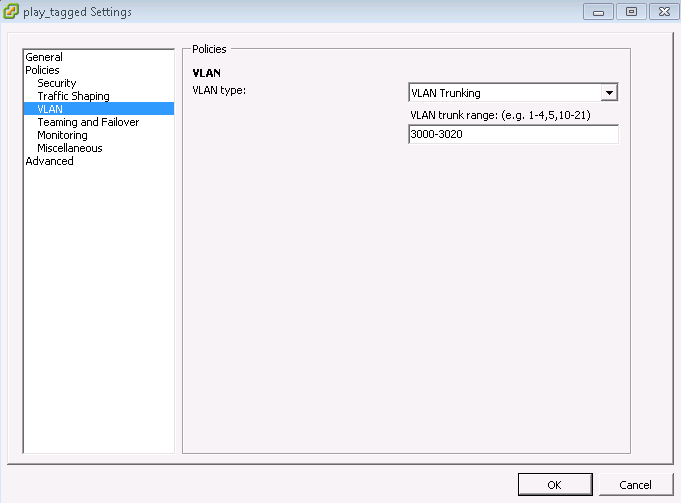 play_tagged Settings
General
Policies
Security
Traffic Shaping
VLAN
Teaming and Failover
Monitoring
Miscellaneous
Advanced
Policies
VLAN
VLAN type:
VLAN Trunking
VLAN trunk range: (e.g. 1-4,5,10-21)
3000-3020
OK
Cancel